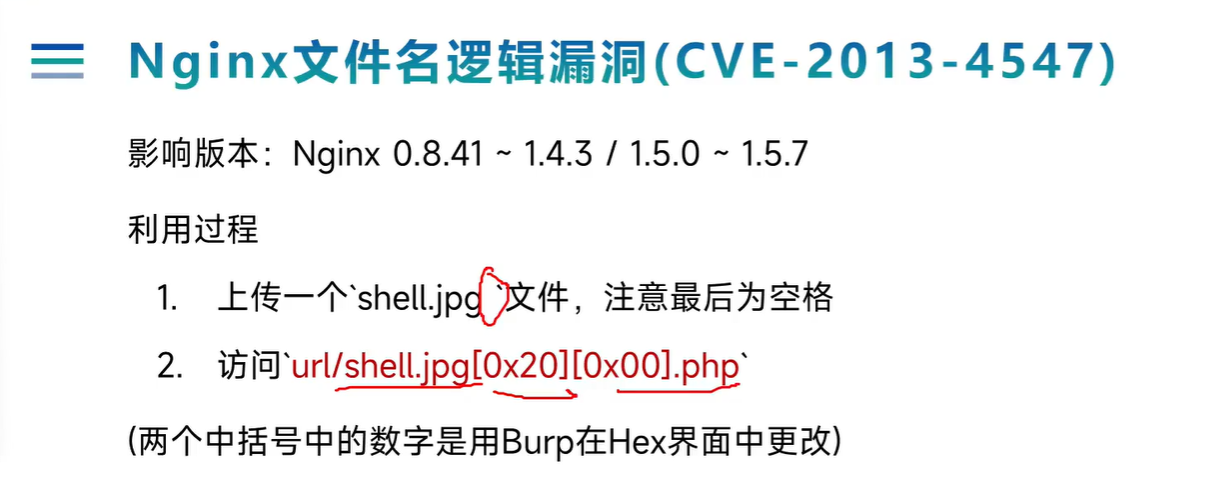 Nginx文件名逻辑漏洞(CVE-2013-4547)
影响版本：Nginx 0.8.41 ~ 1.4.3 / 1.5.0 ~ 1.5.7
利用过程
1. 上传一个`shell.jpg `文件，注意最后为空格
2. 访问`url/shell.jpg[0x20][0x00].php`
(两个中括号中的数字是用Burp在Hex界面中更改)